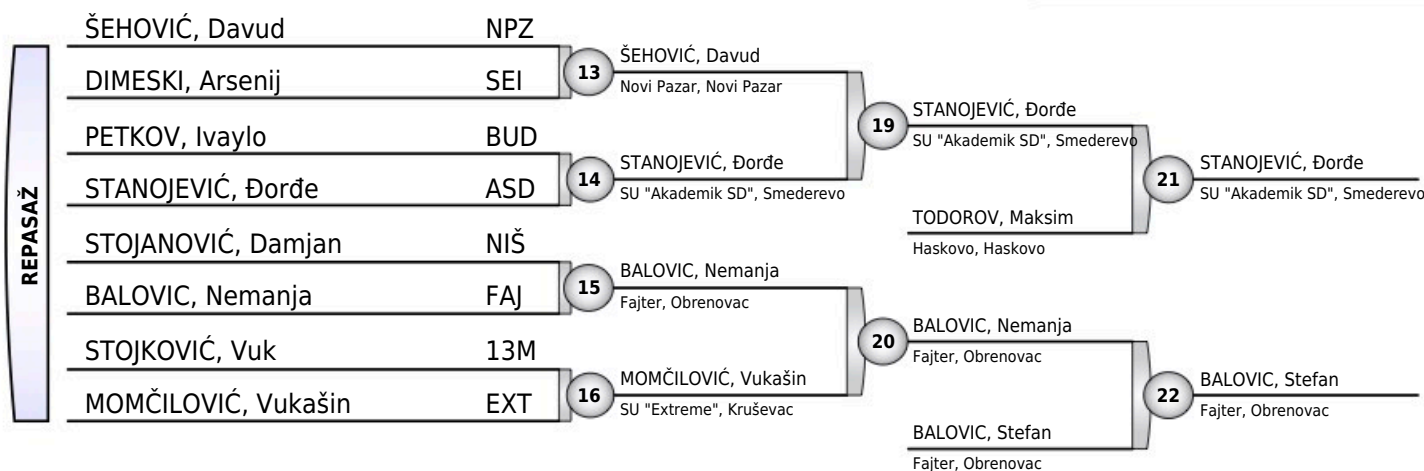 REPASAŽ
ŠEHOVIĆ, Davud NPZ
DIMESKI, Arsenij SEI
PETKOV, Ivaylo BUD
STANOJEVIĆ, Đorđe ASD
STOJANOVIĆ, Damjan NIŠ
BALOVIC, Nemanja FAJ
STOJKOVIĆ, Vuk 13M
MOMČILOVIĆ, Vukašin EXT
13
ŠEHOVIĆ, Davud
Novi Pazar, Novi Pazar
14
STANOJEVIĆ, Đorđe
SU "Akademik SD", Smederevo
15
BALOVIC, Nemanja
Fajter, Obrenovac
16
MOMČILOVIĆ, Vukašin
SU "Extreme", Kruševac
19
STANOJEVIĆ, Đorđe
SU "Akademik SD", Smederevo
TODOROV, Maksim
Haskovo, Haskovo
20
BALOVIC, Nemanja
Fajter, Obrenovac
BALOVIC, Stefan
Fajter, Obrenovac
21
STANOJEVIĆ, Đorđe
SU "Akademik SD", Smederevo
22
BALOVIC, Stefan
Fajter, Obrenovac